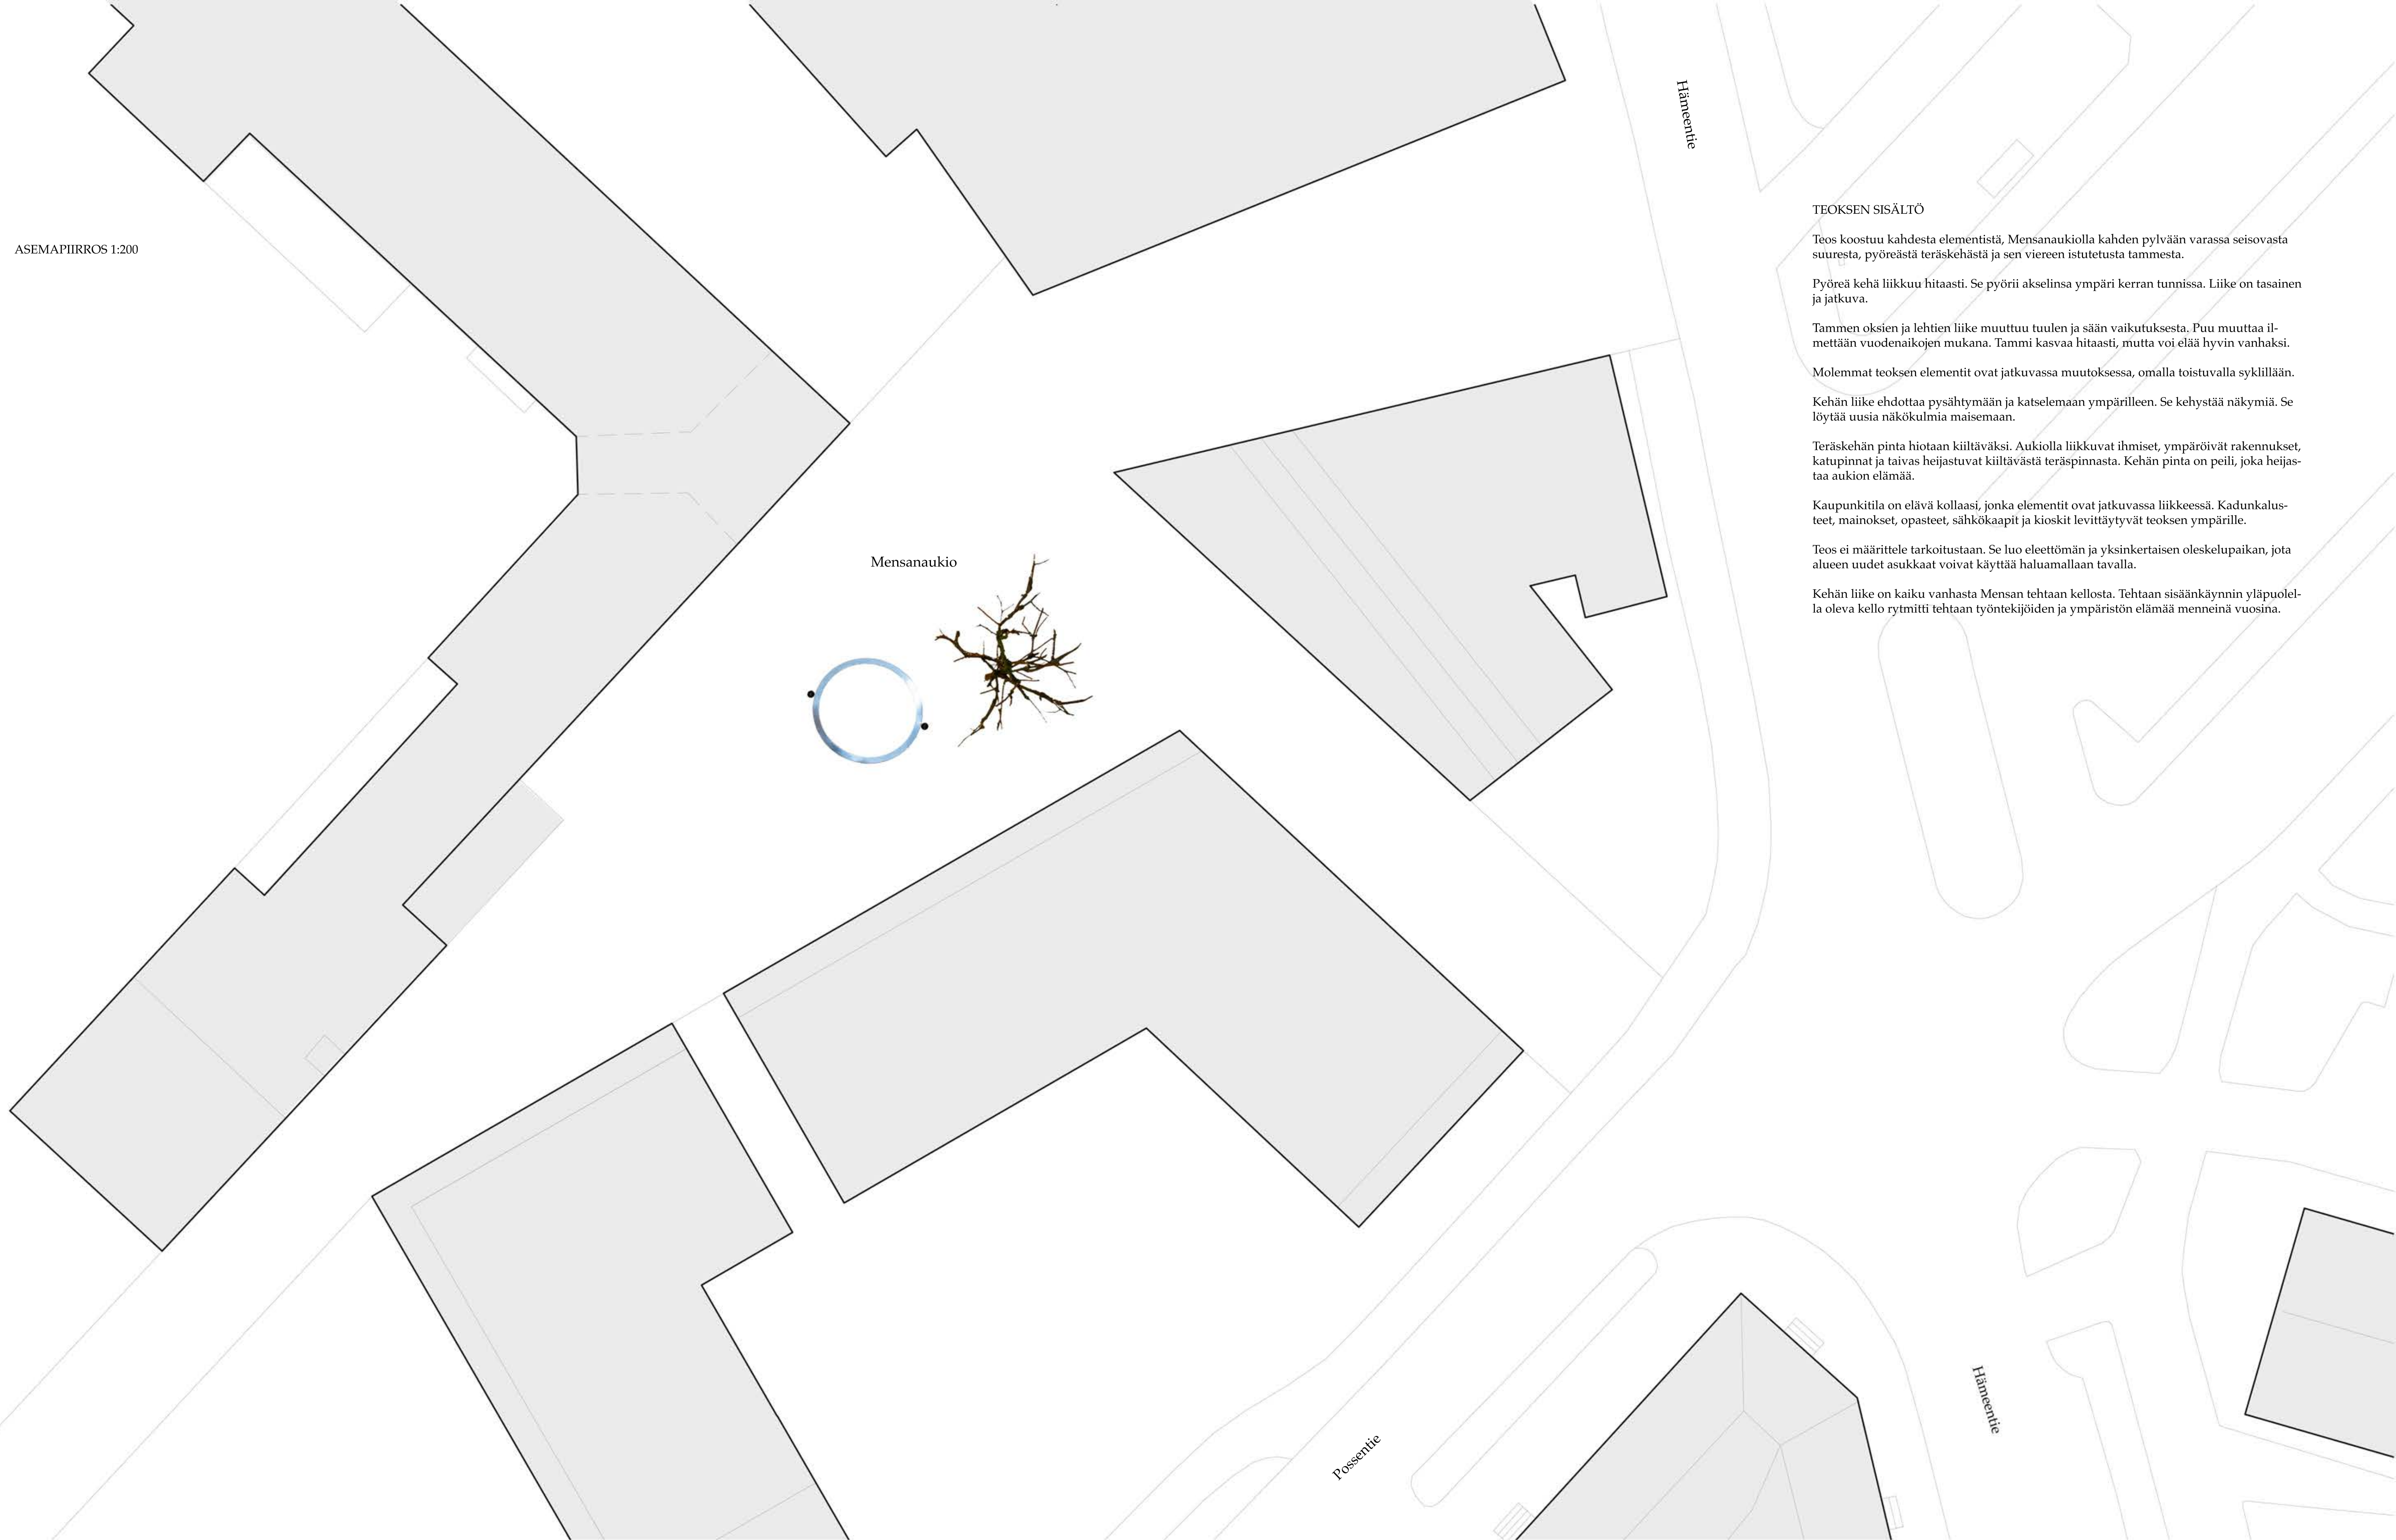 Hämeentie
ASEMAPIIRROS 1:200
TEOKSEN SISÄLTÖ
Teos koostuu kahdesta elementistä, Mensanaukiolla kahden pylvään varassa seisovasta
suuresta, pyöreästä teräskehästä ja sen viereen istutetusta tammesta.
Pyöreä kehä liikkuu hitaasti. Se pyörii akselinsa ympäri kerran tunnissa. Liike on tasainen
ja jatkuva.
Tammen oksien ja lehtien liike muuttuu tuulen ja sään vaikutuksesta. Puu muuttaa il-
mettään vuodenaikojen mukana. Tammi kasvaa hitaasti, mutta voi elää hyvin vanhaksi.
Molemmat teoksen elementit ovat jatkuvassa muutoksessa, omalla toistuvalla syklillään.
Kehän liike ehdottaa pysähtymään ja katselemaan ympärilleen. Se kehystää näkymiä. Se
löytää uusia näkökulmia maisemaan.
Teräskehän pinta hiotaan kiiltäväksi. Aukiolla liikkuvat ihmiset, ympäröivät rakennukset,
katupinnat ja taivas heijastuvat kiiltävästä teräspinnasta. Kehän pinta on peili, joka heijas-
taa aukion elämää.
Kaupunkitila on elävä kollaasi, jonka elementit ovat jatkuvassa liikkeessä. Kadunkalus-
teet, mainokset, opasteet, sähkökaapit ja kioskit levittäytyvät teoksen ympärille.
Teos ei määrittele tarkoitustaan. Se luo eleettömän ja yksinkertaisen oleskelupaikan, jota
alueen uudet asukkaat voivat käyttää haluamallaan tavalla.
Kehän liike on kaiku vanhasta Mensan tehtaan kellosta. Tehtaan sisäänkäynnin yläpuolel-
la oleva kello rytmitti tehtaan työntekijöiden ja ympäristön elämää menneinä vuosina.
Mensanaukio
Hämeentie
Possentie